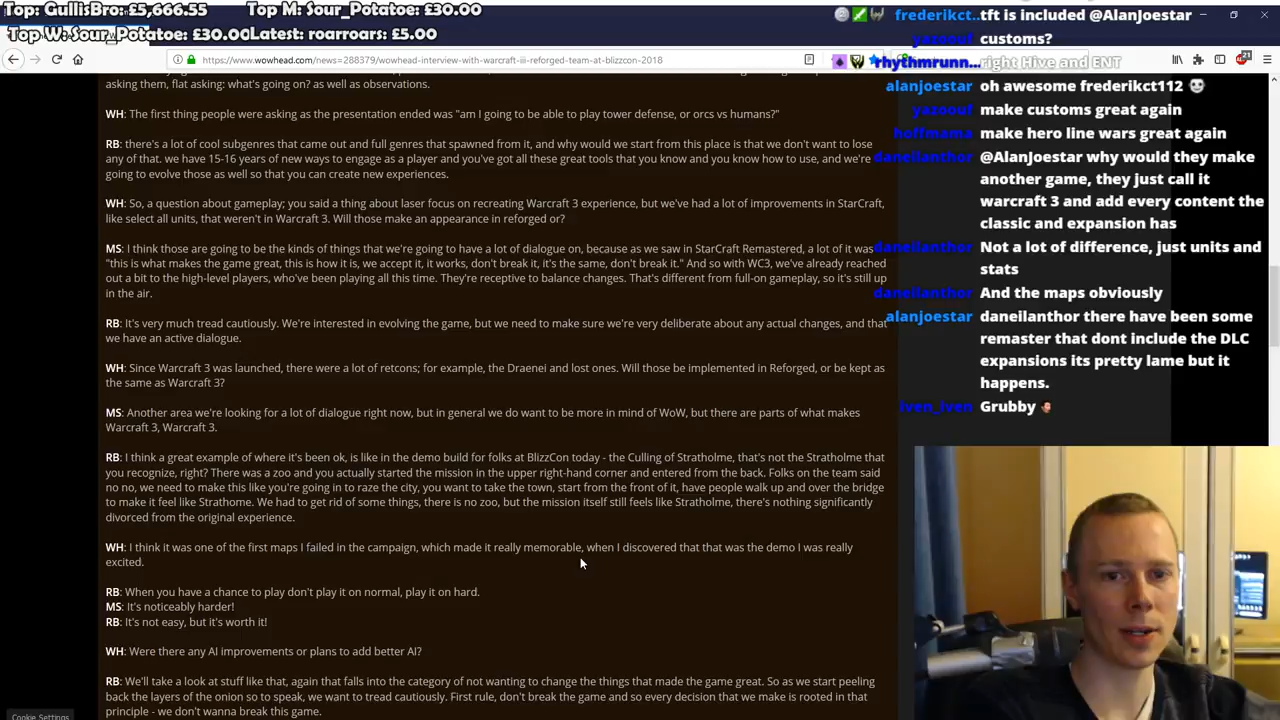 Top: GullisBro: £5,666.55
Top M: Sour_Potatoe: £30.00
Top W: Sour_Potatoe: £30.00
Latest: roarroars: £5.00
https://www.wowhead.com/news=288379/wowhead-interview-with-warcraft-iii-reforged-team-at-blizzcon-2018
21
asking them, flat asking: what's going on? as well as observations.
WH: The first thing people were asking as the presentation ended was "am I going to be able to play tower defense, or orcs vs humans?"
RB: there's a lot of cool subgenres that came out and full genres that spawned from it, and why would we start from this place is that we don't want to lose
any of that. we have 15-16 years of new ways to engage as a player and you've got all these great tools that you know and you know how to use, and we're
going to evolve those as well so that you can create new experiences.
WH: So, a question about gameplay; you said a thing about laser focus on recreating Warcraft 3 experience, but we've had a lot of improvements in StarCraft,
like select all units, that weren't in Warcraft 3. Will those make an appearance in reforged or?
MS: I think those are going to be the kinds of things that we're going to have a lot of dialogue on, because as we saw in StarCraft Remastered, a lot of it was
"this is what makes the game great, this is how it is, we accept it, it works, don't break it, it's the same, don't break it." And so with WC3, we've already reached
out a bit to the high-level players, who've been playing all this time. They're receptive to balance changes. That's different from full-on gameplay, so it's still up
in the air.
RB: It's very much tread cautiously. We're interested in evolving the game, but we need to make sure we're very deliberate about any actual changes, and that
we have an active dialogue.
WH: Since Warcraft 3 was launched, there were a lot of retcons; for example, the Draenei and lost ones. Will those be implemented in Reforged, or be kept as
the same as Warcraft 3?
MS: Another area we're looking for a lot of dialogue right now, but in general we do want to be more in mind of WoW, but there are parts of what makes
Warcraft 3, Warcraft 3.
RB: I think a great example of where it's been ok, is like in the demo build for folks at BlizzCon today - the Culling of Stratholme, that's not the Stratholme that
you recognize, right? There was a zoo and you actually started the mission in the upper right-hand corner and entered from the back. Folks on the team said
no no, we need to make this like you're going in to raze the city, you want to take the town, start from the front of it, have people walk up and over the bridge
to make it feel like Strathome. We had to get rid of some things, there is no zoo, but the mission itself still feels like Stratholme, there's nothing significantly
divorced from the original experience.
WH: I think it was one of the first maps I failed in the campaign, which made it really memorable, when I discovered that that was the demo I was really
excited.
RB: When you have a chance to play don't play it on normal, play it on hard.
MS: It's noticeably harder!
RB: It's not easy, but it's worth it!
WH: Were there any AI improvements or plans to add better AI?
RB: We'll take a look at stuff like that, again that falls into the category of not wanting to change the things that made the game great. So as we start peeling
back the layers of the onion so to speak, we want to tread cautiously. First rule, don't break the game and so every decision that we make is rooted in that
principle - we don't wanna break this game.
Cookie Settings
frederikct.. tft is included @AlanJoestar
yazoouf customs?
rhythmrunn... right Hive and ENT
alanjoestar oh awesome frederikct112
yazoouf make customs great again
hoffmama make hero line wars great again
daneilanthor @Alanjoestar why would they make
another game, they just call it
warcraft 3 and add every content the
classic and expansion has
daneilanthor Not a lot of difference, just units and
stats
daneilanthor And the maps obviously
alanjoestar daneilanthor there have been some
remaster that dont include the DLC
expansions its pretty lame but it
happens.
iven_iven Grubby